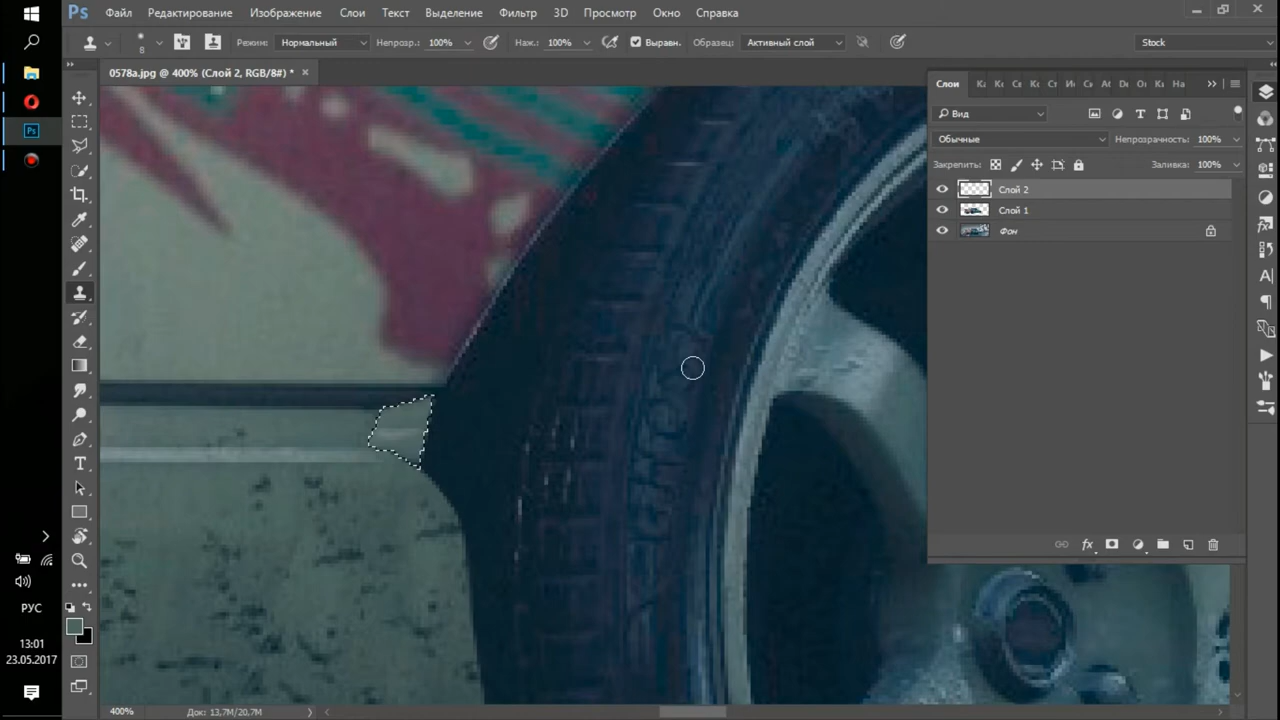 Ps Файл Редактирование Изображение Слои Текст Выделение Фильтр 3D Просмотр Окно Справка
8 Режим: Нормальный Непрозр.: 100% Наж.: 100% Выравн. Образец: Активный слой Stock
0578a.jpg @ 400% (Слой 2, RGB/8#) * ×
Слои
Вид
Обычные Непрозрачность: 100%
Закрепить: Заливка: 100%
Слой 2
Слой 1
Фон
fx
РУС
13:01
23.05.2017
400% Док: 13,7M/20,7M